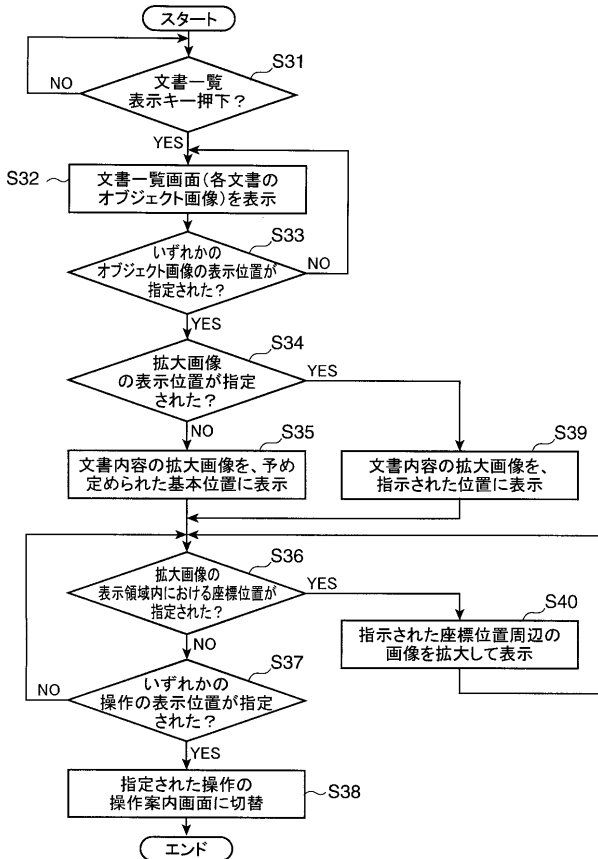 スタート
S31
文書一覧
表示キー押下？
NO
YES
S32
文書一覧画面(各文書の
オブジェクト画像)を表示
S33
いずれかの
オブジェクト画像の表示位置が
指定された？
NO
YES
S34
拡大画像
の表示位置が指定
された？
YES
NO
S35
文書内容の拡大画像を、予め
定められた基本位置に表示
S39
文書内容の拡大画像を、
指示された位置に表示
S36
拡大画像の
表示領域内における座標位置が
指定された？
YES
NO
S40
指示された座標位置周辺の
画像を拡大して表示
S37
いずれかの
操作の表示位置が指定
された？
NO
YES
指定された操作の
操作案内画面に切替
S38
エンド